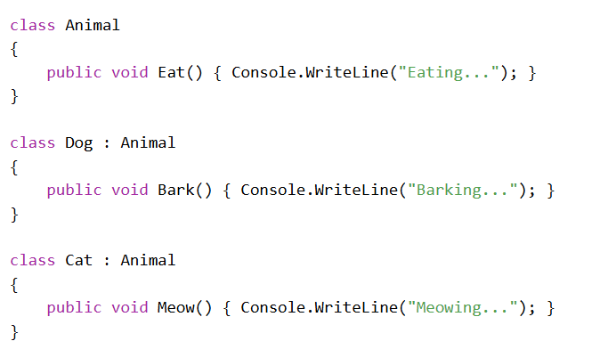 class Animal
{
    public void Eat() { Console.WriteLine("Eating..."); }
}
class Dog : Animal
{
    public void Bark() { Console.WriteLine("Barking..."); }
}
class Cat : Animal
{
    public void Meow() { Console.WriteLine("Meowing..."); }
}